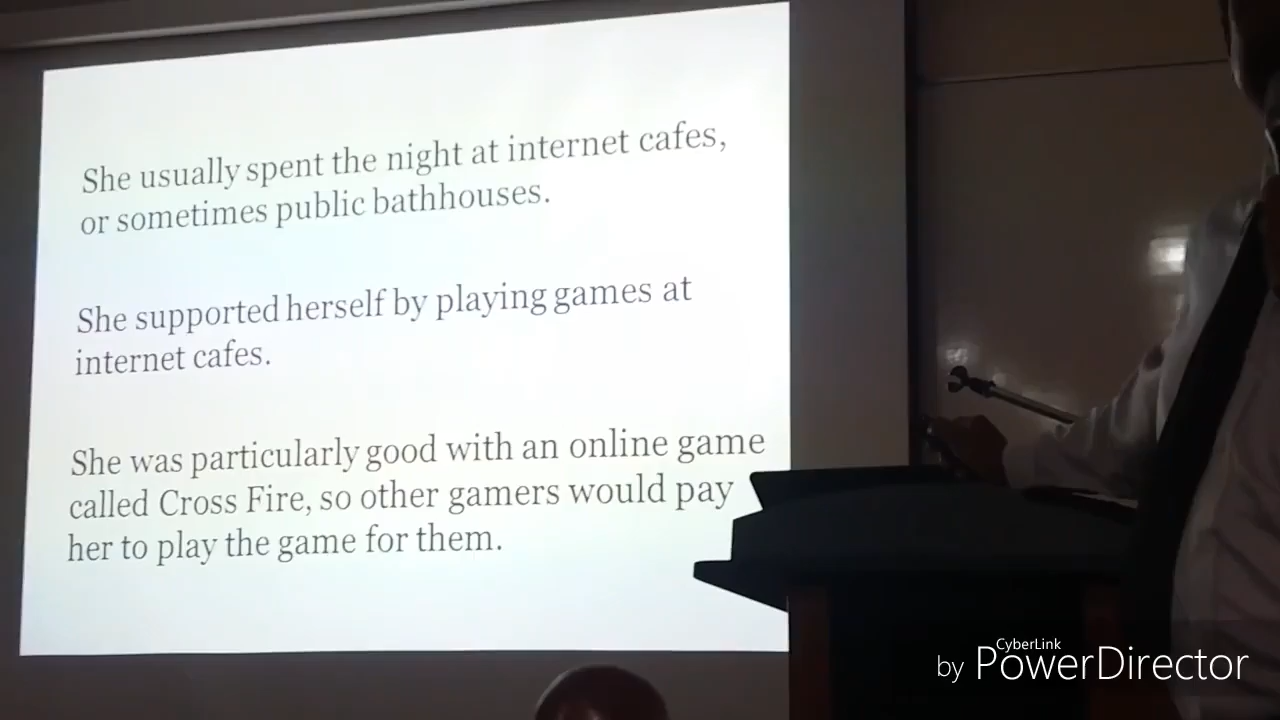 She usually spent the night at internet cafes,
or sometimes public bathhouses.
She supported herself by playing games at
internet cafes.
She was particularly good with an online game
called Cross Fire, so other gamers would pay
her to play the game for them.
CyberLink
by PowerDirector